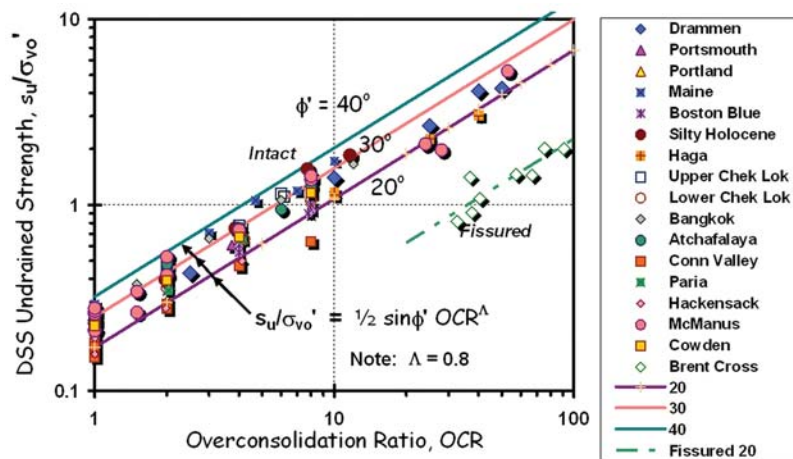 DSS Undrained Strength, sᵤ/σᵥₒ'
10
1
0.1
ϕ' = 40°
30°
20°
Intact
Fissured
sᵤ/σᵥₒ' = ½ sinϕ' OCR^Λ
Note: Λ = 0.8
1
10
100
Overconsolidation Ratio, OCR
Drammen
Portsmouth
Portland
Maine
Boston Blue
Silty Holocene
Haga
Upper Chek Lok
Lower Chek Lok
Bangkok
Atchafalaya
Conn Valley
Paria
Hackensack
McManus
Cowden
Brent Cross
20
30
40
Fissured 20